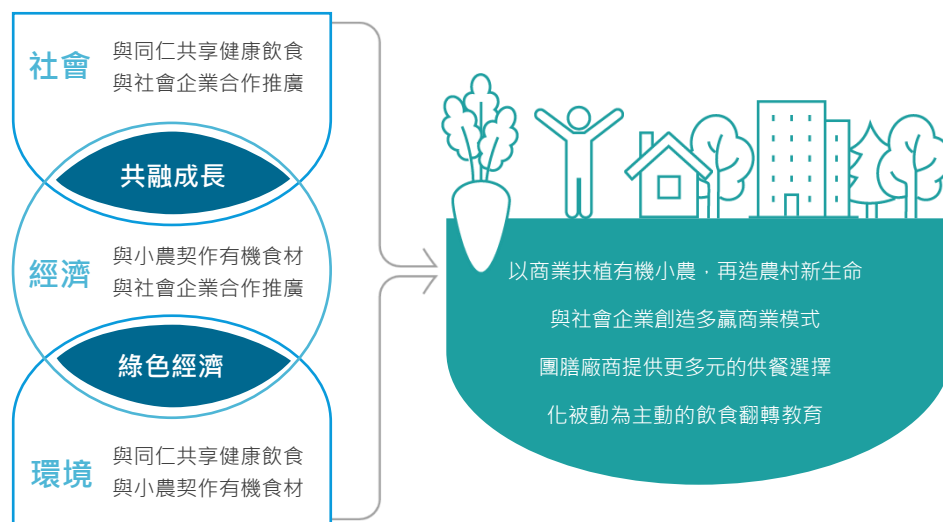 社會
與同仁共享健康飲食
與社會企業合作推廣
共融成長
經濟
與小農契作有機食材
與社會企業合作推廣
綠色經濟
環境
與同仁共享健康飲食
與小農契作有機食材
以商業扶植有機小農．再造農村新生命
與社會企業創造多贏商業模式
團膳廠商提供更多元的供餐選擇
化被動為主動的飲食翻轉教育